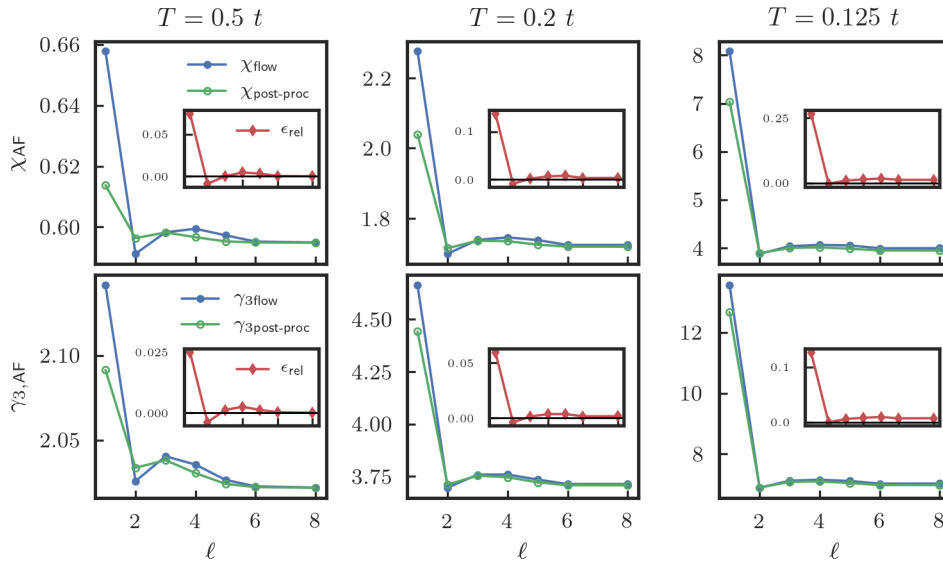 T = 0.5 t
T = 0.2 t
T = 0.125 t
χAF
0.66
0.64
0.62
0.60
χflow
χpost-proc
0.05
0.00
ϵrel
2.2
2.0
1.8
0.1
0.0
8
7
6
5
4
0.25
0.00
γ3,AF
2.10
2.05
γ3flow
γ3post-proc
0.025
0.000
ϵrel
4.50
4.25
4.00
3.75
0.05
0.00
12
10
8
0.1
0.0
2 4 6 8
2 4 6 8
2 4 6 8
ℓ
ℓ
ℓ